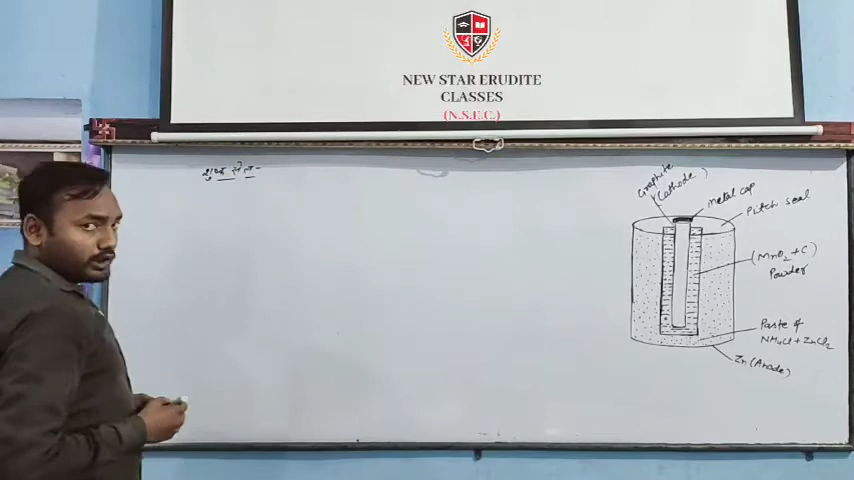 NEW STAR ERUDITE
CLASSES
(N.S.E.C.)
शुष्क सेल -
Graphite
(Cathode)
Metal cap
Pitch seal
(MnO2 + C)
Powder
Paste of
NH4Cl + ZnCl2
Zn (Anode)